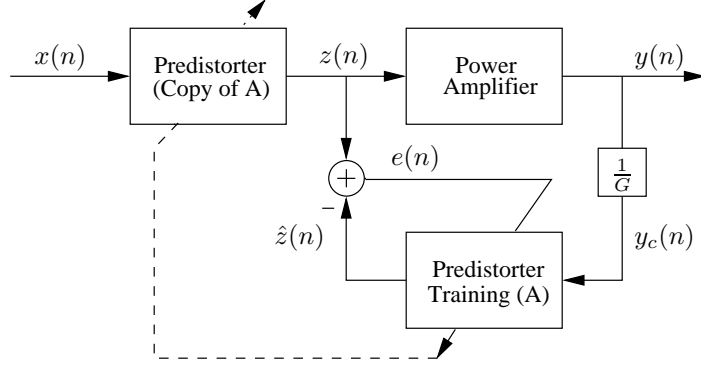 x(n)
Predistorter
(Copy of A)
z(n)
Power
Amplifier
y(n)
e(n)
1
G
+
−
ẑ(n)
y_c(n)
Predistorter
Training (A)